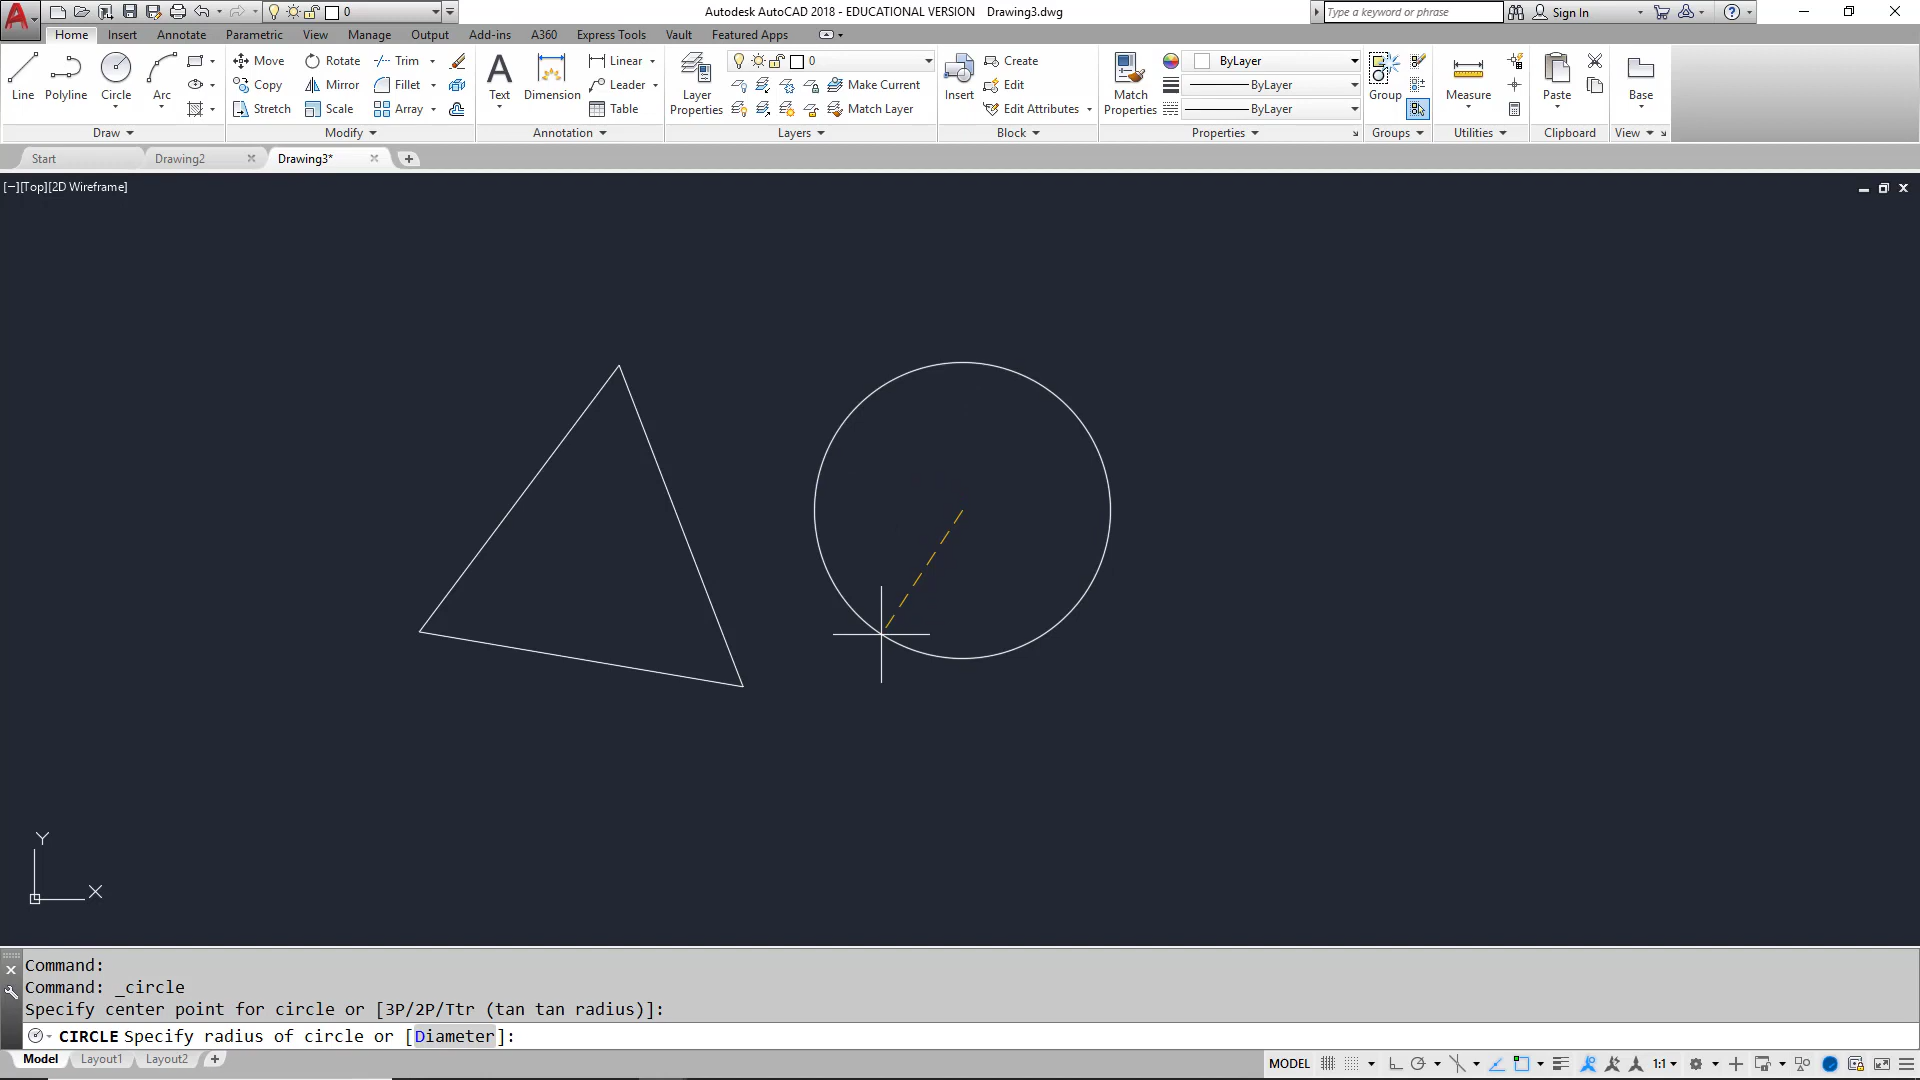 0
Autodesk AutoCAD 2018 - EDUCATIONAL VERSION Drawing3.dwg
Type a keyword or phrase
Sign In
Home Insert Annotate Parametric View Manage Output Add-ins A360 Express Tools Vault Featured Apps
Line Polyline Circle Arc
Move Rotate Trim
Copy Mirror Fillet
Stretch Scale Array
Text Dimension
Linear
Leader
Table
Layer Properties
0
Make Current
Match Layer
Insert
Create
Edit
Edit Attributes
Match Properties
ByLayer
ByLayer
ByLayer
Group
Measure
Paste
Base
Draw Modify Annotation Layers Block Properties Groups Utilities Clipboard View
Start Drawing2 Drawing3*
[−][Top][2D Wireframe]
Y
X
Command:
Command: _circle
Specify center point for circle or [3P/2P/Ttr (tan tan radius)]:
CIRCLE Specify radius of circle or [Diameter]:
Model Layout1 Layout2 +
MODEL 1:1